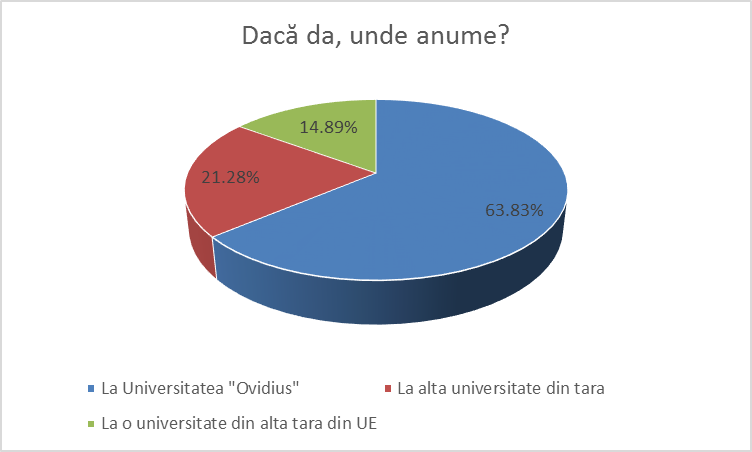 Dacă da, unde anume?
14.89%
21.28%
63.83%
La Universitatea "Ovidius"
La alta universitate din tara
La o universitate din alta tara din UE